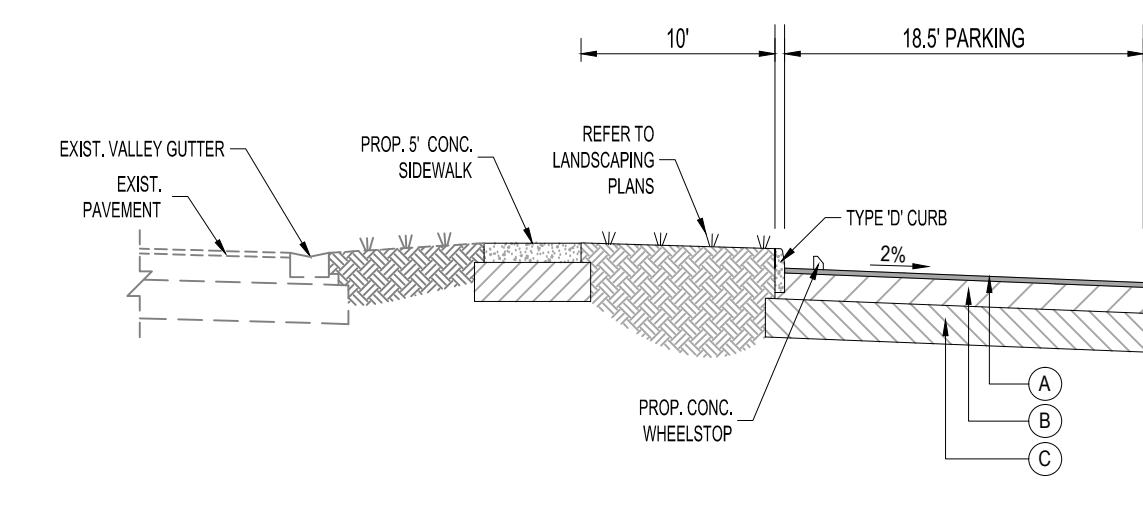 10'
18.5' PARKING
EXIST. VALLEY GUTTER
EXIST.
PAVEMENT
PROP. 5' CONC.
SIDEWALK
REFER TO
LANDSCAPING
PLANS
TYPE 'D' CURB
2%
PROP. CONC.
WHEELSTOP
A
B
C